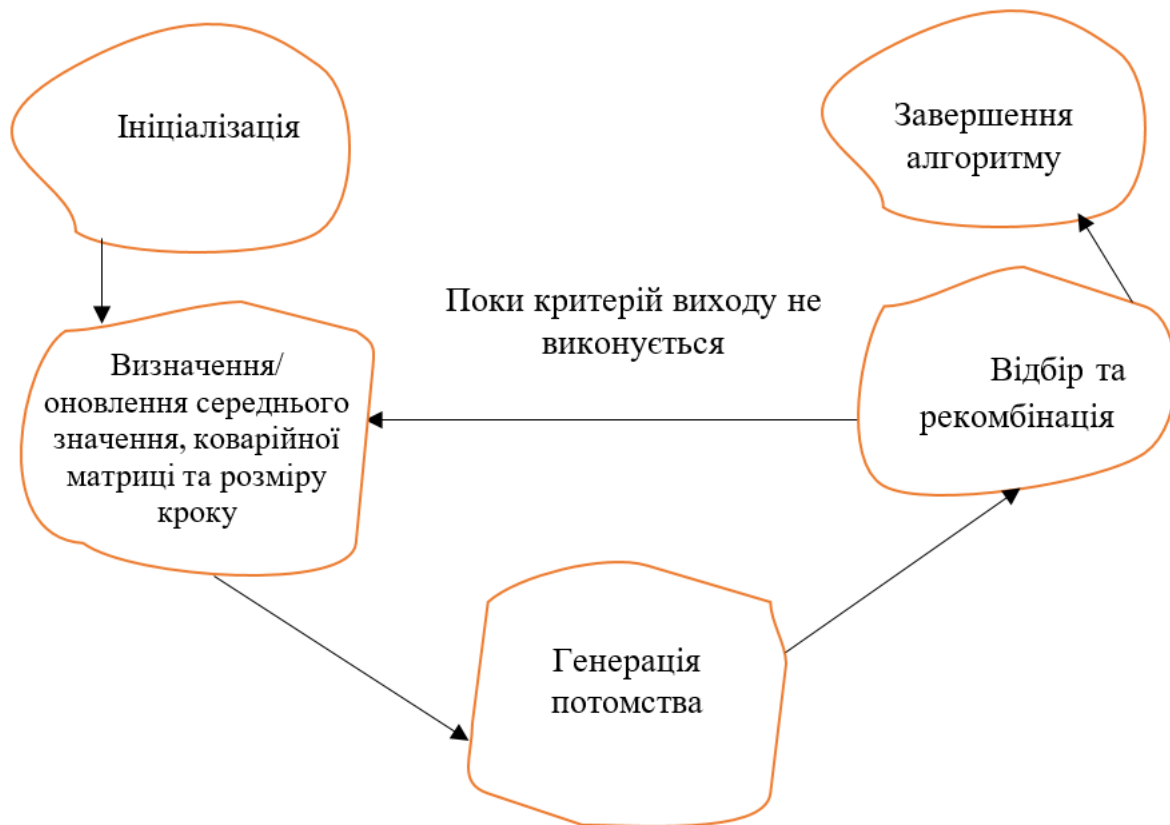 Ініціалізація
Завершення
алгоритму
Поки критерій виходу не
виконується
Визначення/
оновлення середнього
значення, коварійної
матриці та розміру
кроку
Відбір та
рекомбінація
Генерація
потомства